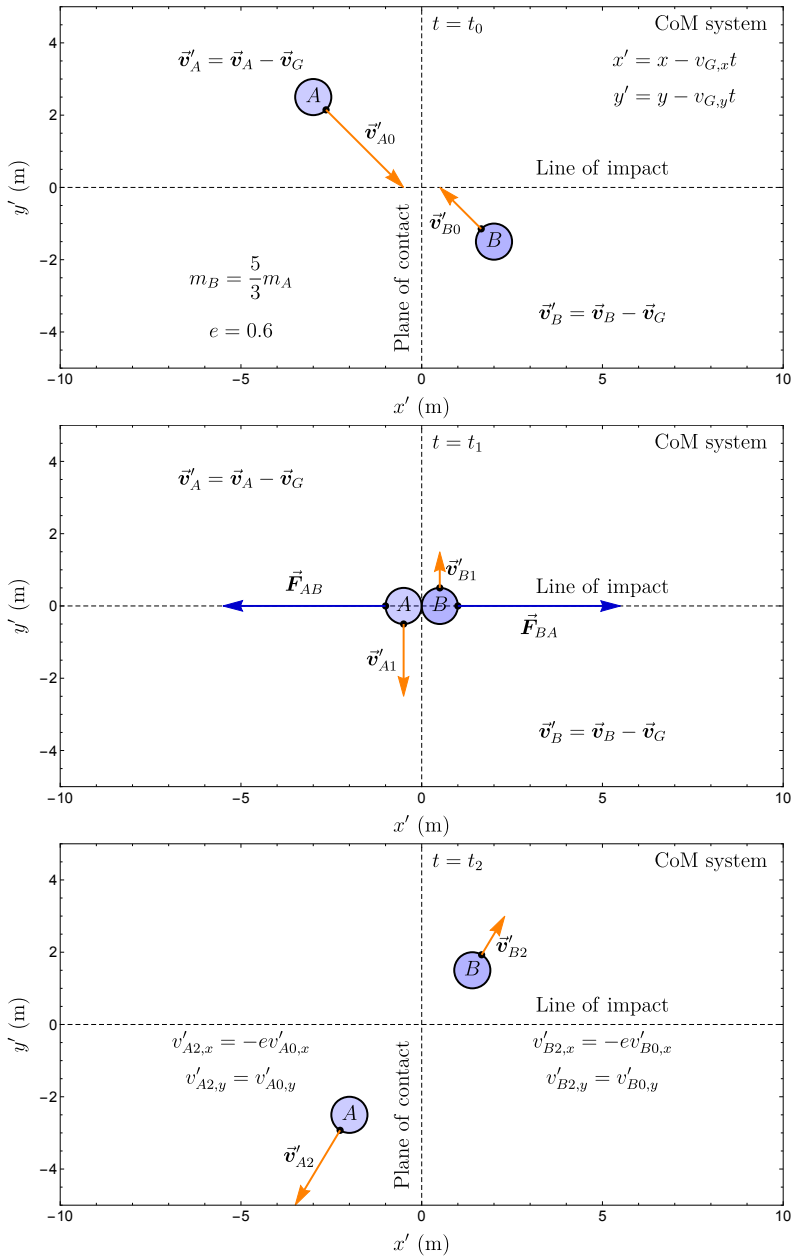 t = t₀
CoM system
v⃗′_A = v⃗_A − v⃗_G
x′ = x − v_{G,x}t
y′ = y − v_{G,y}t
A
v⃗′_{A0}
Line of impact
v⃗′_{B0}
B
Plane of contact
m_B = 5/3 m_A
e = 0.6
v⃗′_B = v⃗_B − v⃗_G
y′ (m)
4
2
0
−2
−4
−10
−5
0
5
10
x′ (m)
t = t₁
CoM system
v⃗′_A = v⃗_A − v⃗_G
v⃗′_{B1}
F⃗_{AB}
Line of impact
A
B
F⃗_{BA}
v⃗′_{A1}
v⃗′_B = v⃗_B − v⃗_G
y′ (m)
4
2
0
−2
−4
−10
−5
0
5
10
x′ (m)
t = t₂
CoM system
v⃗′_{B2}
B
Line of impact
v′_{A2,x} = −ev′_{A0,x}
v′_{B2,x} = −ev′_{B0,x}
v′_{A2,y} = v′_{A0,y}
v′_{B2,y} = v′_{B0,y}
Plane of contact
A
v⃗′_{A2}
y′ (m)
4
2
0
−2
−4
−10
−5
0
5
10
x′ (m)